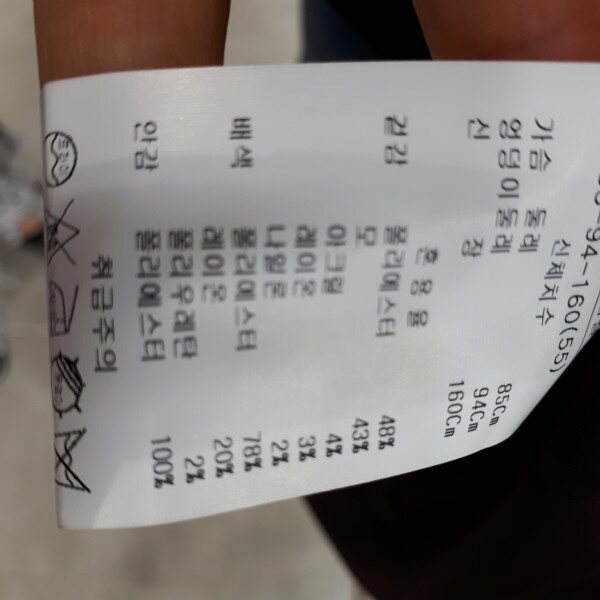 -94-160(55)
신체치수
가슴 둘레 85Cm
엉덩이둘레 94Cm
신 장 160Cm
혼용율
겉감 폴리에스터 48%
모 43%
아크릴 4%
레이온 3%
나일론 2%
배색 폴리에스터 78%
레이온 20%
폴리우레탄 2%
안감 폴리에스터 100%
취급주의
드라이